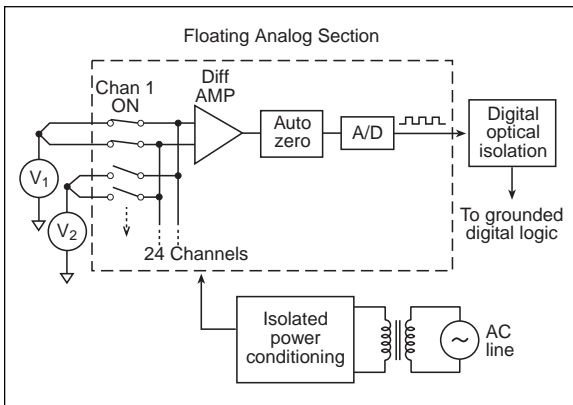 Floating Analog Section
Chan 1
ON
Diff
AMP
Auto
zero
A/D
Digital
optical
isolation
V1
V2
To grounded
digital logic
24 Channels
Isolated
power
conditioning
AC
line